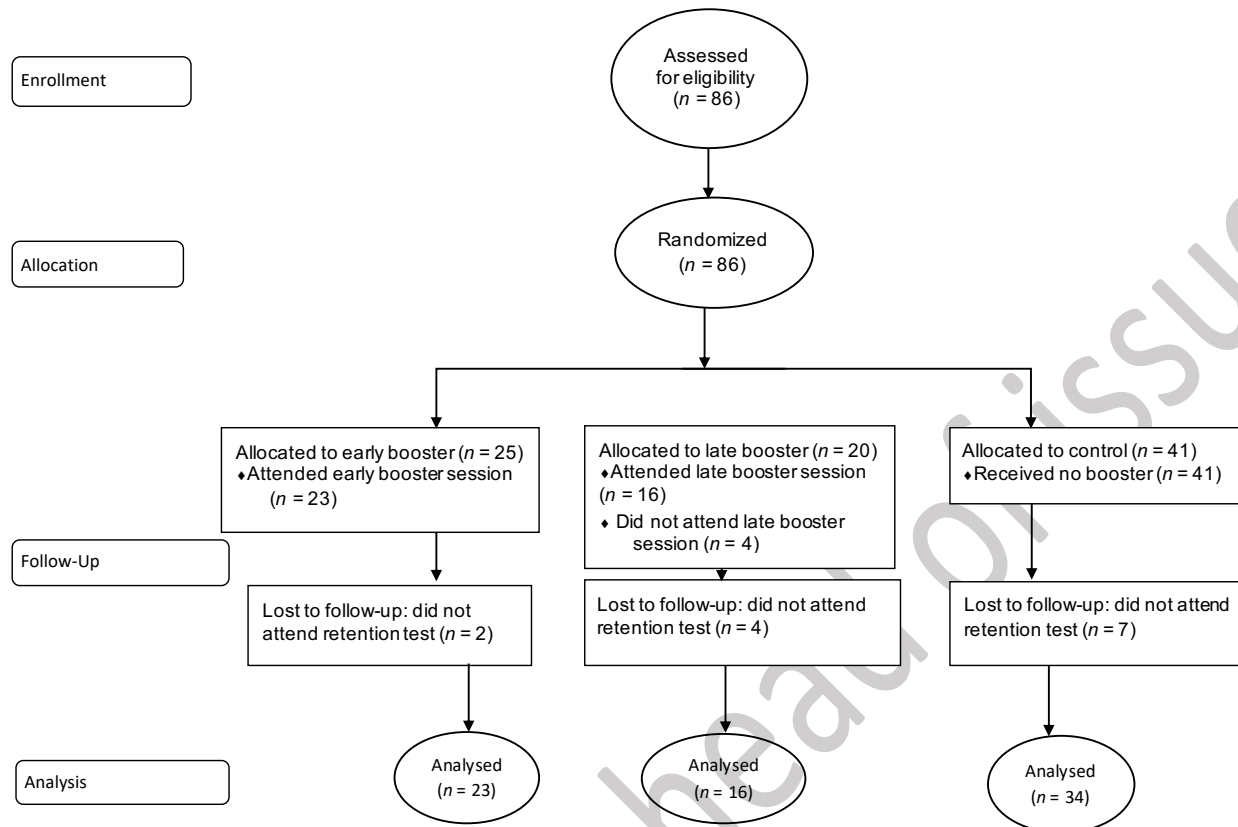 Enrollment
Assessed
for eligibility
(n = 86)
Allocation
Randomized
(n = 86)
Allocated to early booster (n = 25)
♦Attended early booster session
(n = 23)
Allocated to late booster (n = 20)
♦Attended late booster session
(n = 16)
♦ Did not attend late booster
session (n = 4)
Allocated to control (n = 41)
♦Received no booster (n = 41)
Follow-Up
Lost to follow-up: did not
attend retention test (n = 2)
Lost to follow-up: did not attend
retention test (n = 4)
Lost to follow-up: did not attend
retention test (n = 7)
Analysis
Analysed
(n = 23)
Analysed
(n = 16)
Analysed
(n = 34)
head of issue